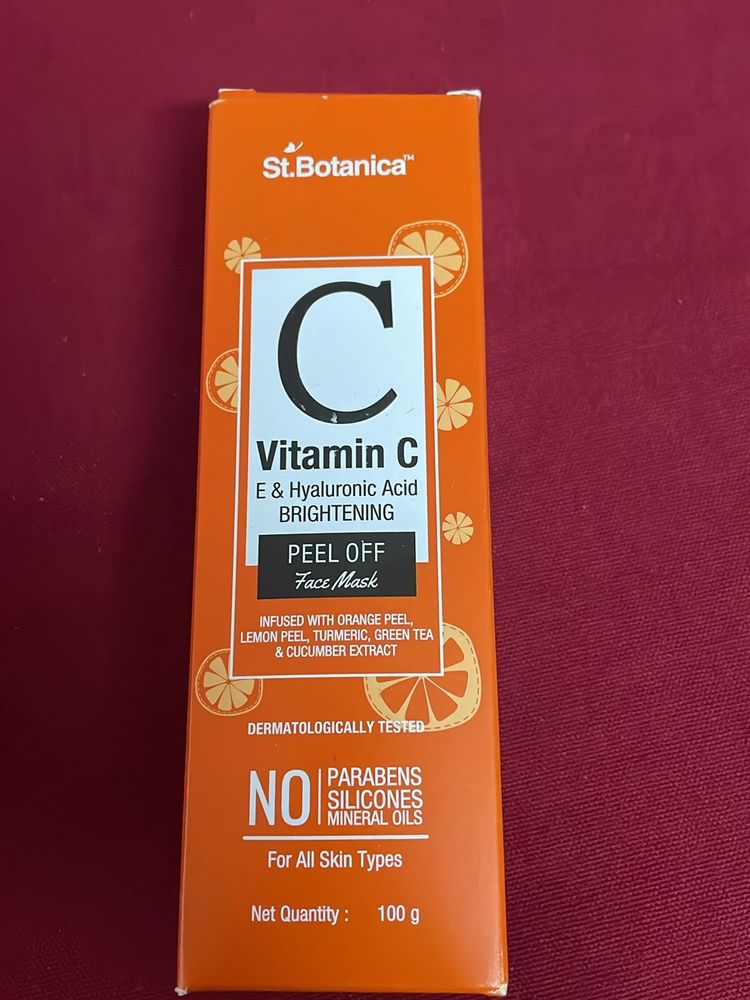 St.Botanica™
C
Vitamin C
E & Hyaluronic Acid
BRIGHTENING
PEEL OFF
Face Mask
INFUSED WITH ORANGE PEEL,
LEMON PEEL, TURMERIC, GREEN TEA
& CUCUMBER EXTRACT
DERMATOLOGICALLY TESTED
NO PARABENS
SILICONES
MINERAL OILS
For All Skin Types
Net Quantity : 100 g